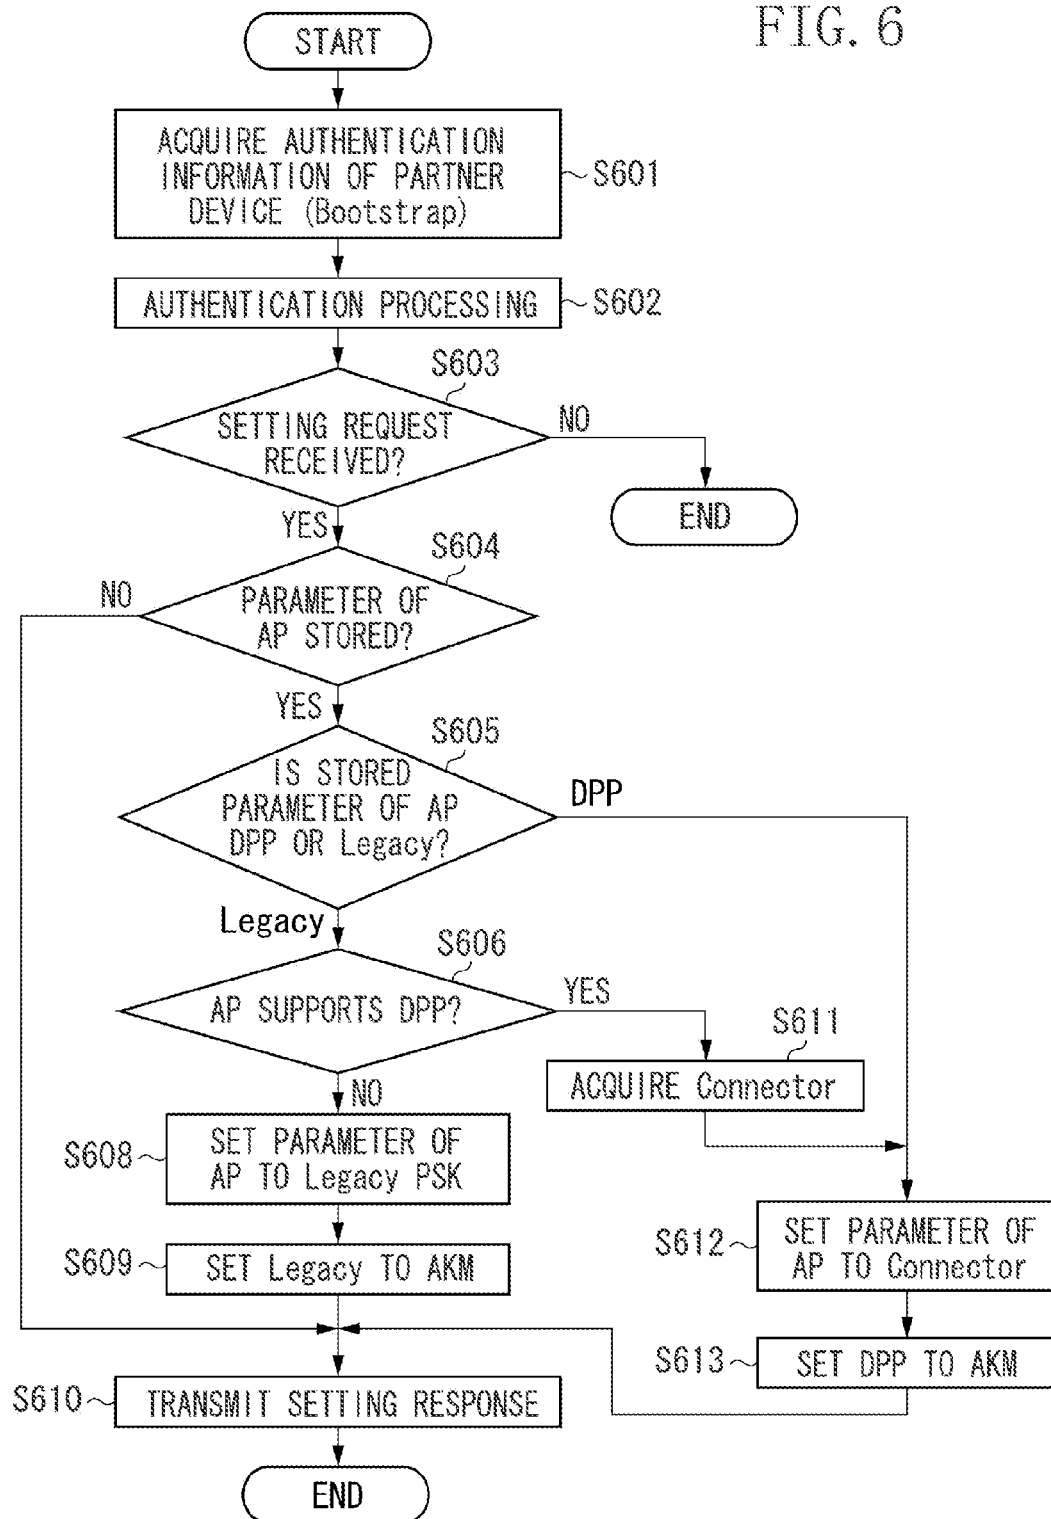 FIG. 6
START
ACQUIRE AUTHENTICATION
INFORMATION OF PARTNER
DEVICE (Bootstrap)
S601
AUTHENTICATION PROCESSING
S602
S603
SETTING REQUEST
RECEIVED?
NO
END
YES
S604
NO
PARAMETER OF
AP STORED?
YES
S605
IS STORED
PARAMETER OF AP
DPP OR Legacy?
DPP
Legacy
S606
AP SUPPORTS DPP?
YES
S611
ACQUIRE Connector
NO
S608
SET PARAMETER OF
AP TO Legacy PSK
S612
SET PARAMETER OF
AP TO Connector
S609
SET Legacy TO AKM
S613
SET DPP TO AKM
S610
TRANSMIT SETTING RESPONSE
END